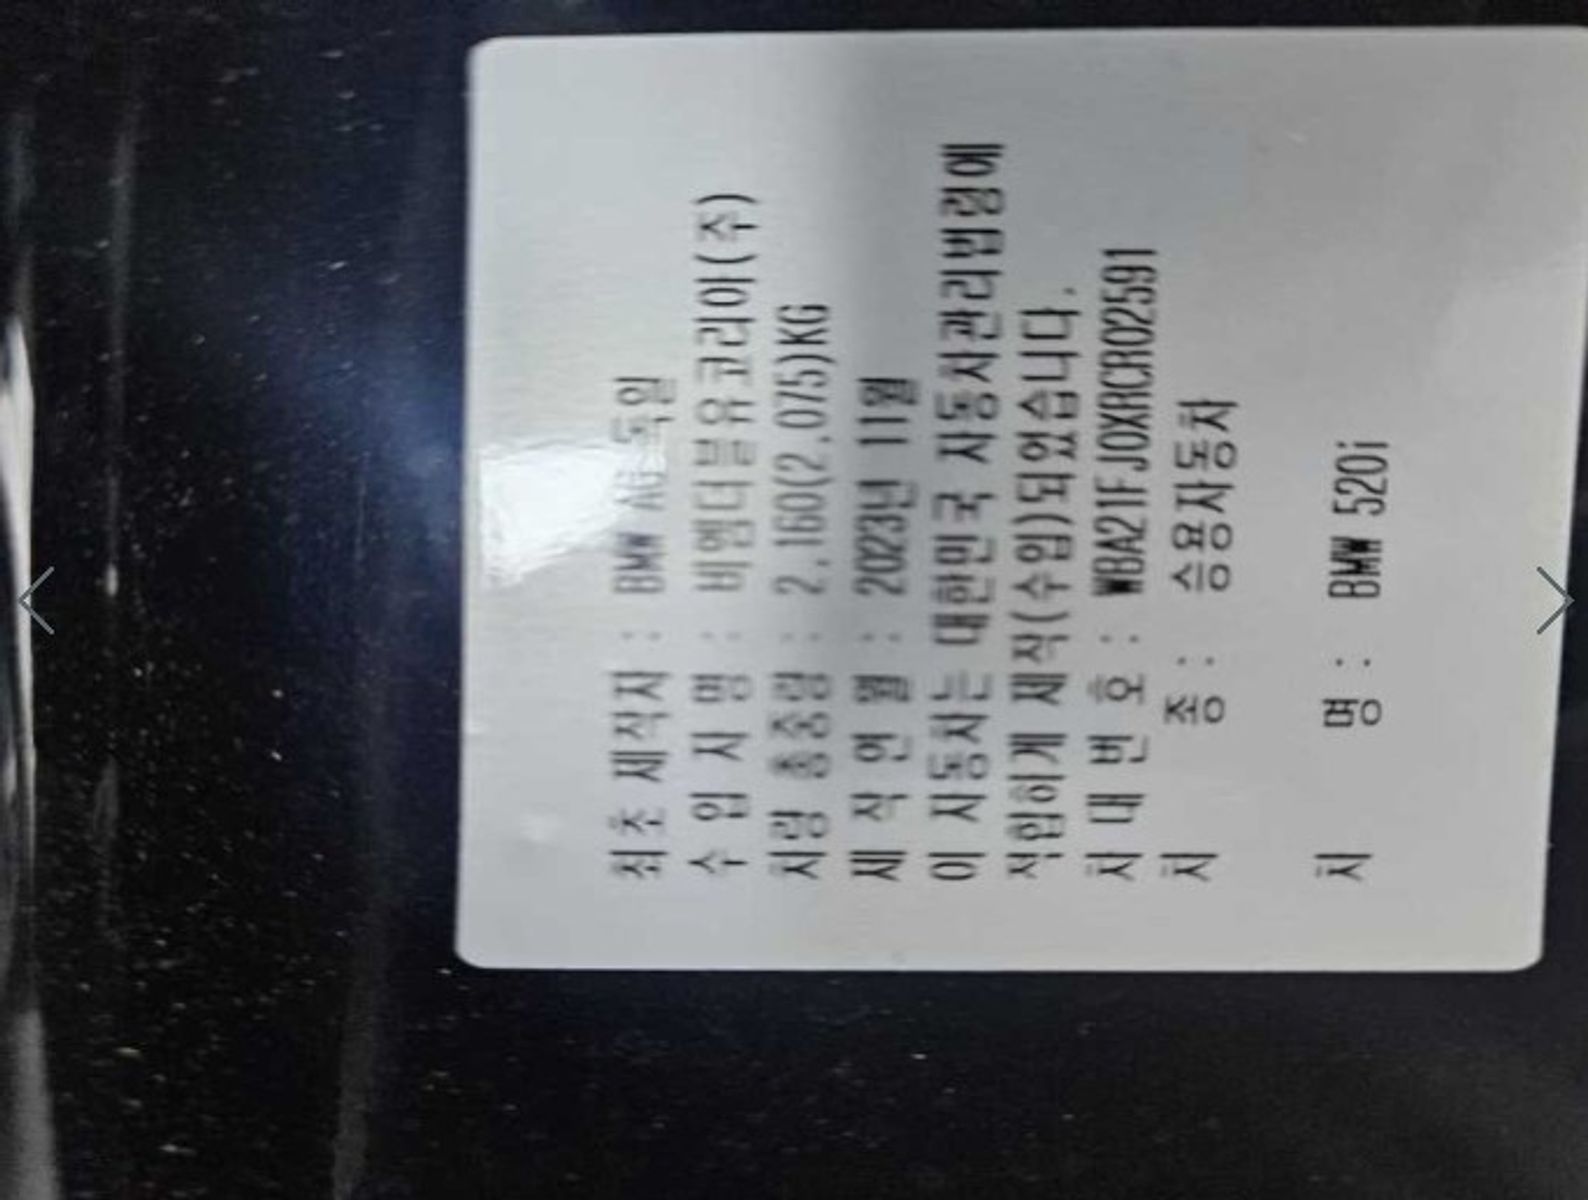 최초 제작자 : BMW AG 독일
수 입 자 명 : 비엠더블유코리아(주)
차량 총중량 : 2,160(2,075)KG
제 작 연 월 : 2023년 11월
이 자동차는 대한민국 자동차관리법령에
적합하게 제작(수입)되었습니다.
차 대 번 호 : WBA21FJ0XRCR02591
차 종 : 승용자동차
차 명 : BMW 520i